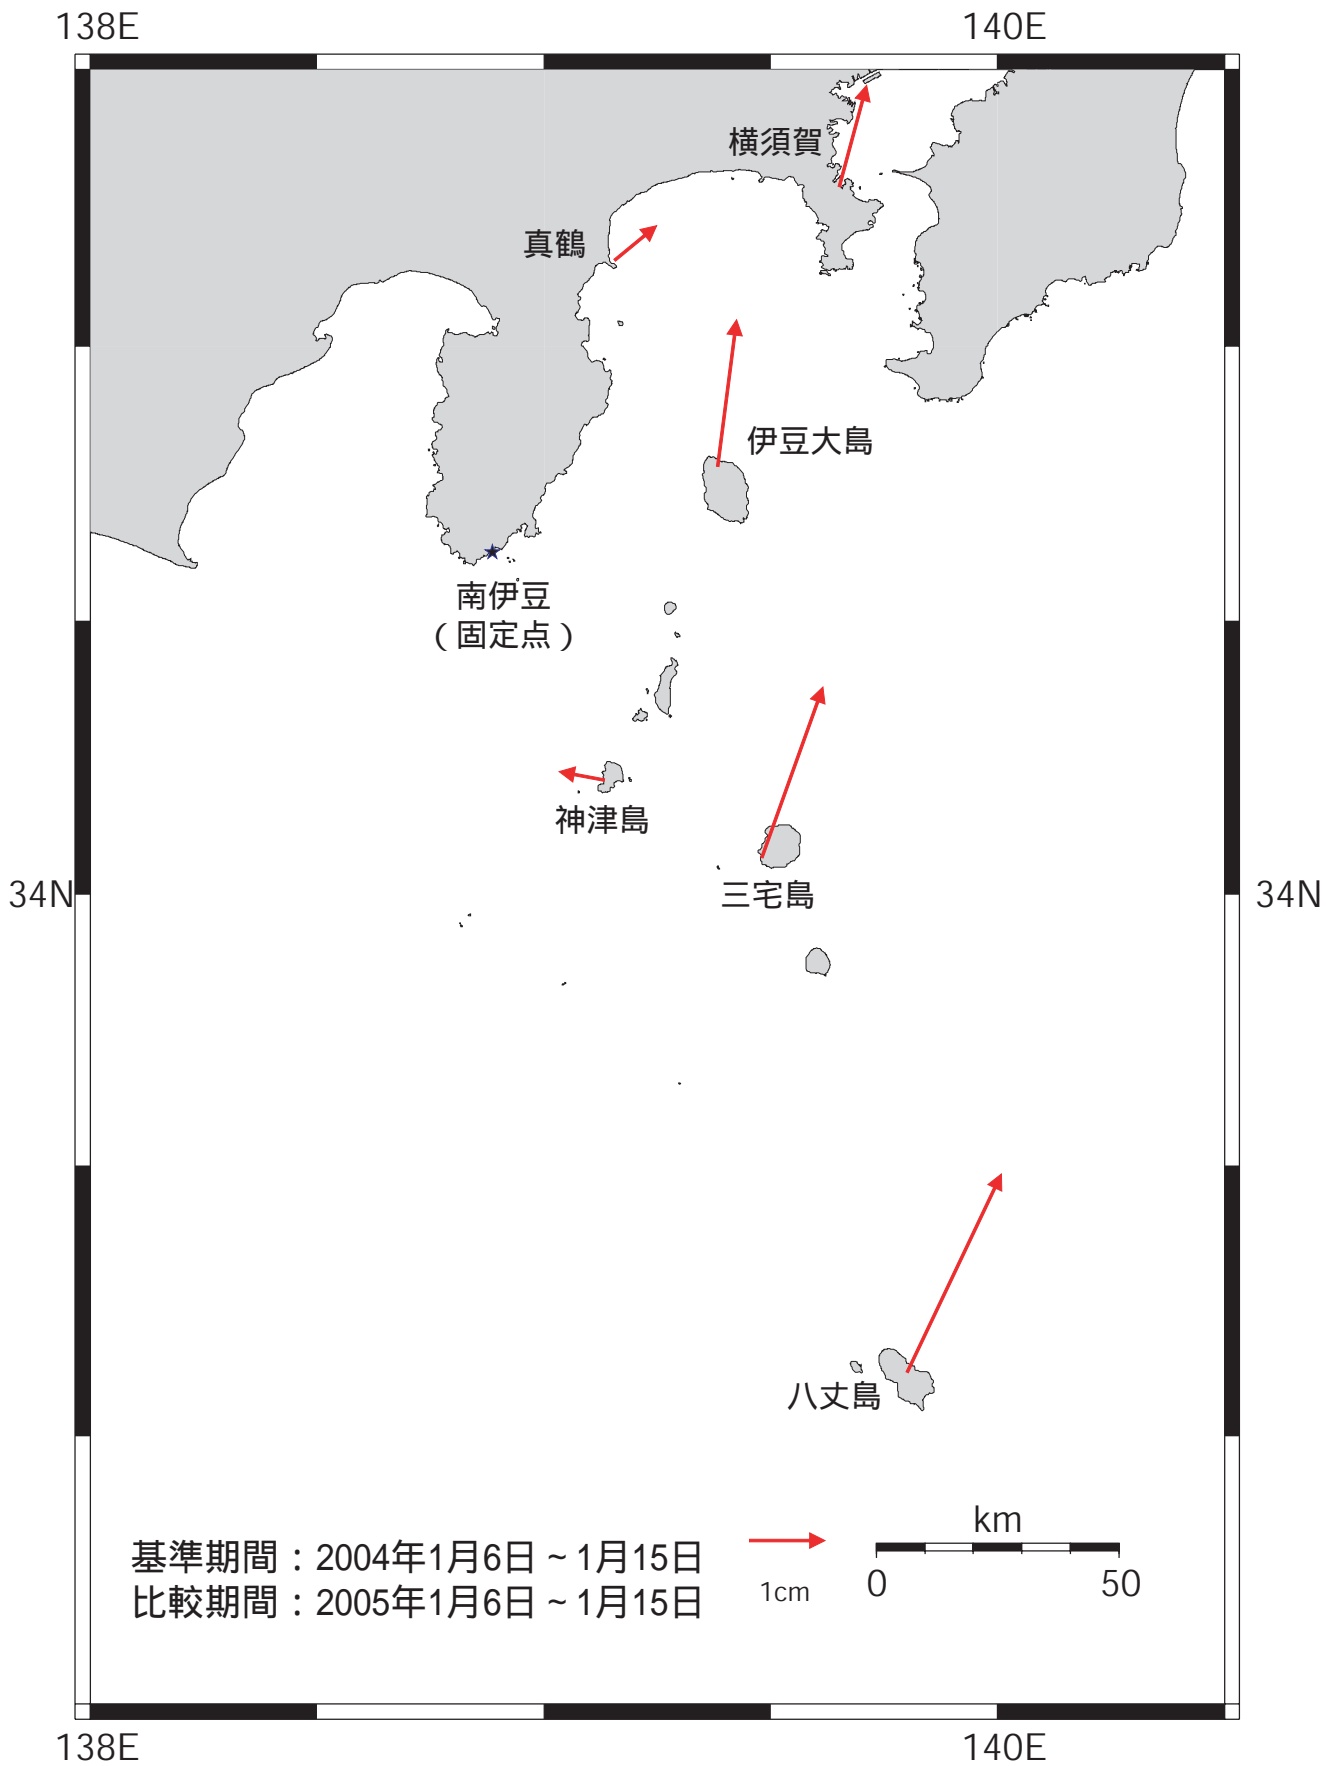 138E
140E
横須賀
真鶴
伊豆大島
南伊豆
(固定点)
神津島
34N
三宅島
34N
八丈島
km
基準期間：2004年1月6日~1月15日
0
50
比較期間：2005年1月6日~1月15日
1cm
138E
140E